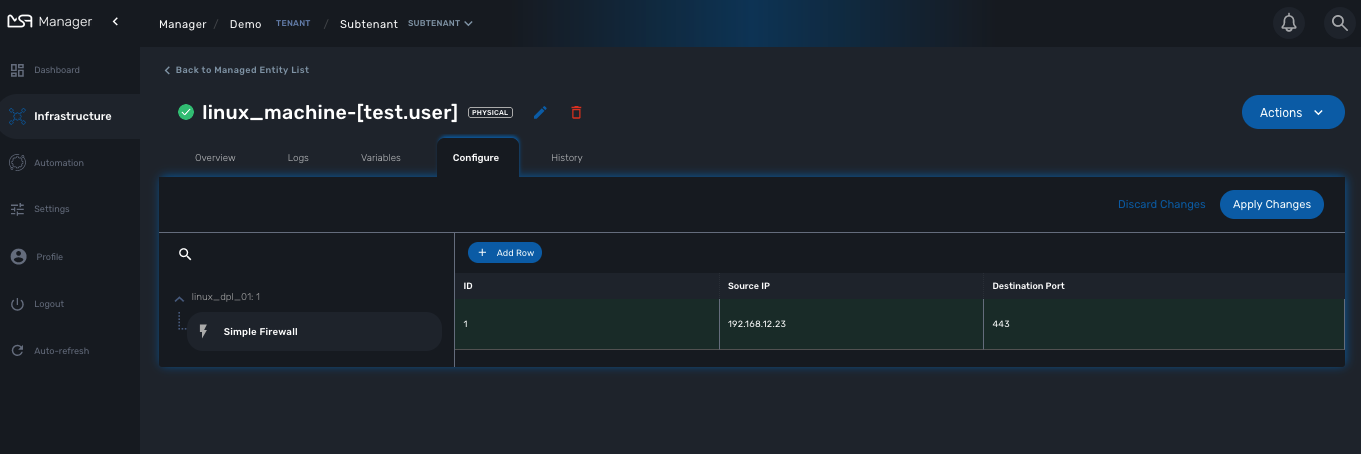 MSA Manager
Manager / Demo TENANT / Subtenant SUBTENANT
Back to Managed Entity List
Dashboard
Infrastructure
Automation
Settings
Profile
Logout
Auto-refresh
linux_machine-[test.user] PHYSICAL
Actions
Overview Logs Variables Configure History
Discard Changes Apply Changes
linux_dpl_01: 1
Simple Firewall
+ Add Row
ID Source IP Destination Port
1 192.168.12.23 443